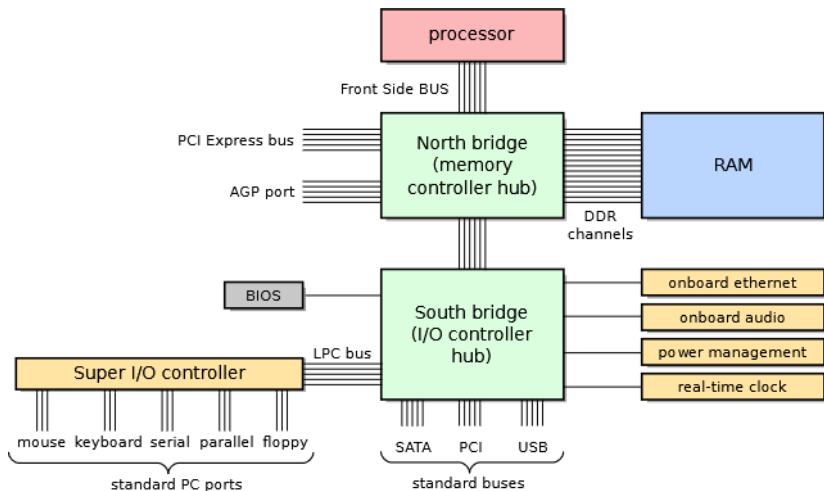 processor
Front Side BUS
PCI Express bus
North bridge
(memory
controller hub)
RAM
AGP port
DDR
channels
BIOS
South bridge
(I/O controller
hub)
onboard ethernet
onboard audio
power management
real-time clock
LPC bus
Super I/O controller
mouse keyboard serial parallel floppy
SATA PCI USB
standard PC ports
standard buses